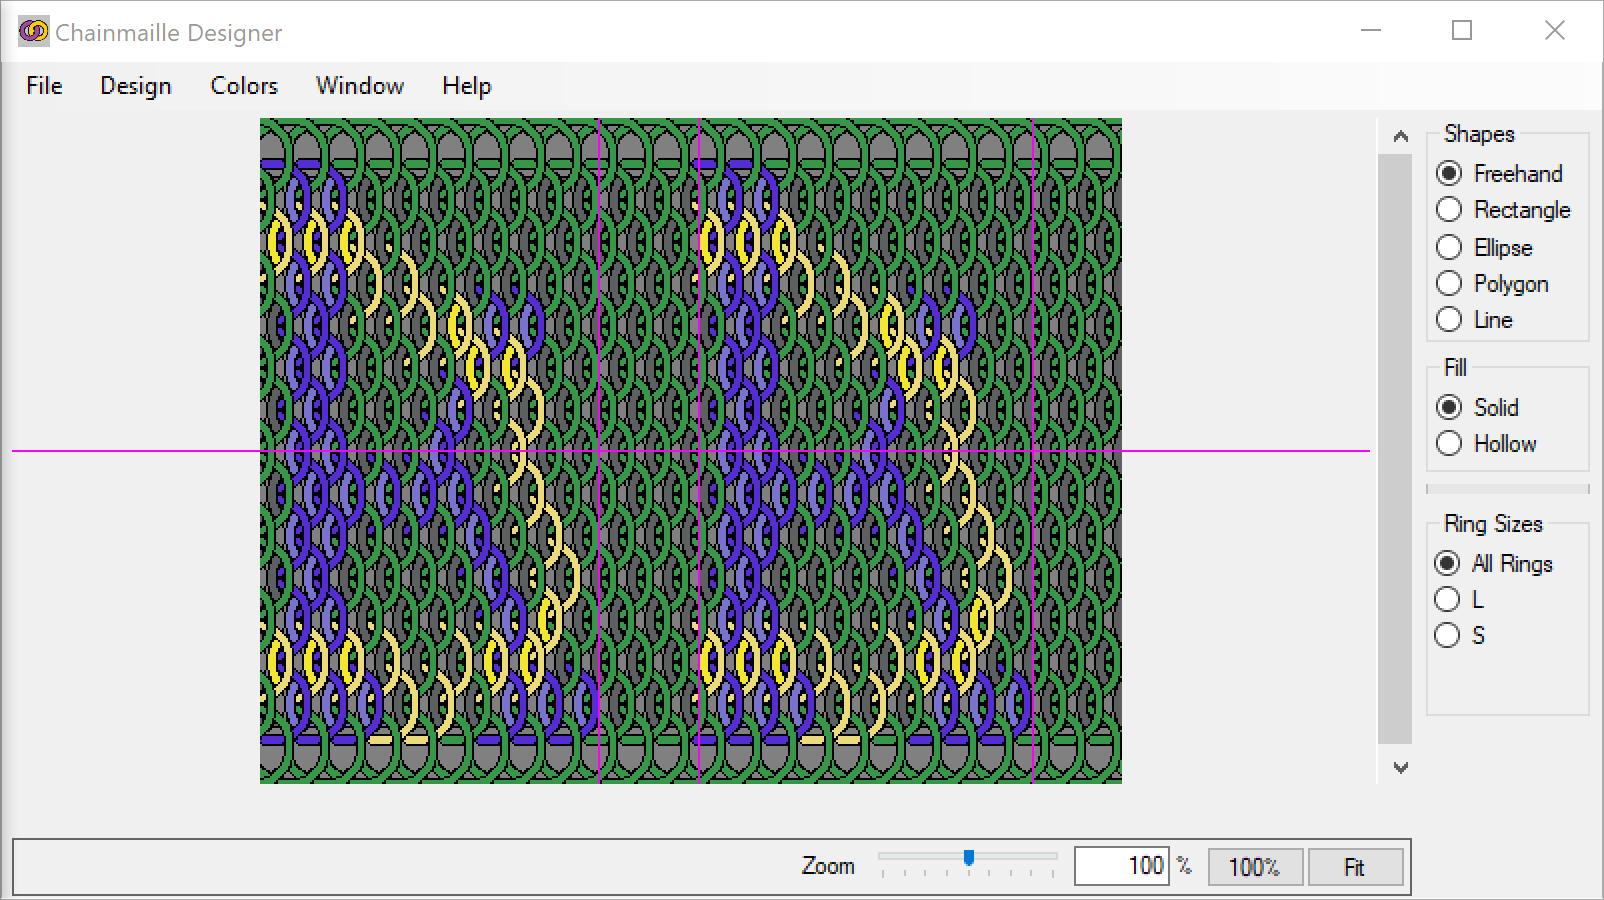 Chainmaille Designer
File Design Colors Window Help
Shapes
Freehand
Rectangle
Ellipse
Polygon
Line
Fill
Solid
Hollow
Ring Sizes
All Rings
L
S
Zoom 100 % 100% Fit